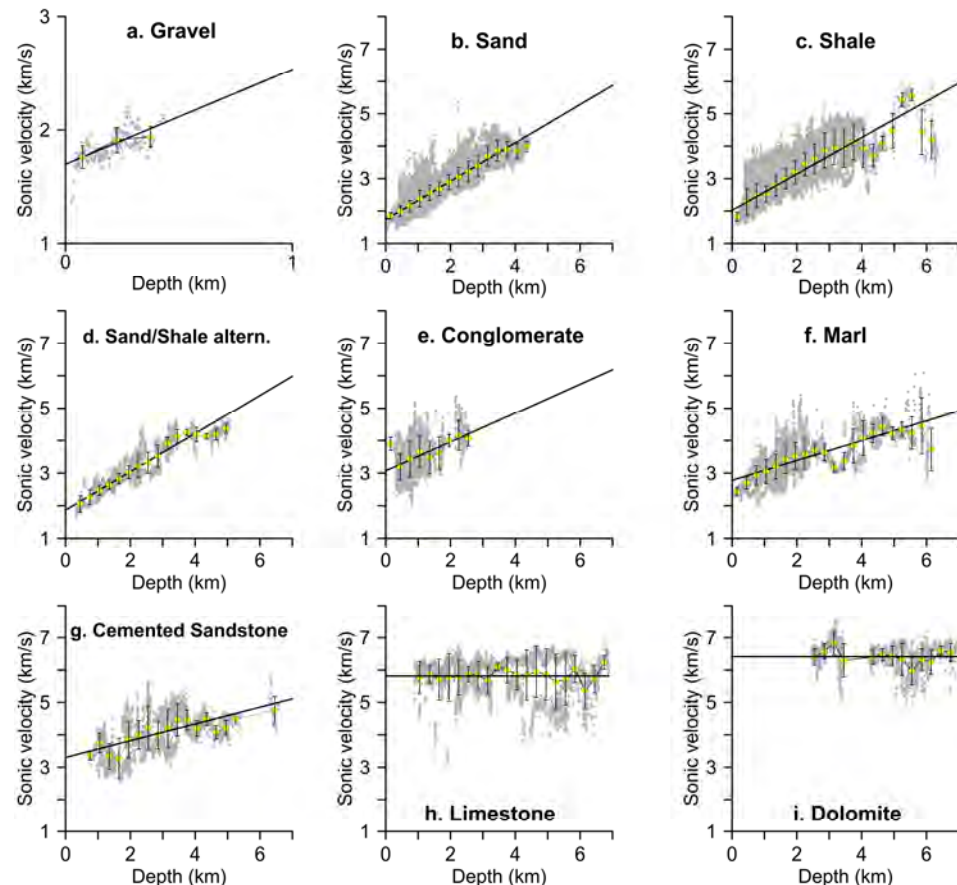 a. Gravel
Sonic velocity (km/s)
3
2
1
0
1
Depth (km)
b. Sand
Sonic velocity (km/s)
7
5
3
1
0 2 4 6
Depth (km)
c. Shale
Sonic velocity (km/s)
7
5
3
1
0 2 4 6
Depth (km)
d. Sand/Shale altern.
Sonic velocity (km/s)
7
5
3
1
0 2 4 6
Depth (km)
e. Conglomerate
Sonic velocity (km/s)
7
5
3
1
0 2 4 6
Depth (km)
f. Marl
Sonic velocity (km/s)
7
5
3
1
0 2 4 6
Depth (km)
g. Cemented Sandstone
Sonic velocity (km/s)
7
5
3
1
0 2 4 6
Depth (km)
Sonic velocity (km/s)
7
5
3
1
h. Limestone
0 2 4 6
Depth (km)
Sonic velocity (km/s)
7
5
3
1
i. Dolomite
0 2 4 6
Depth (km)